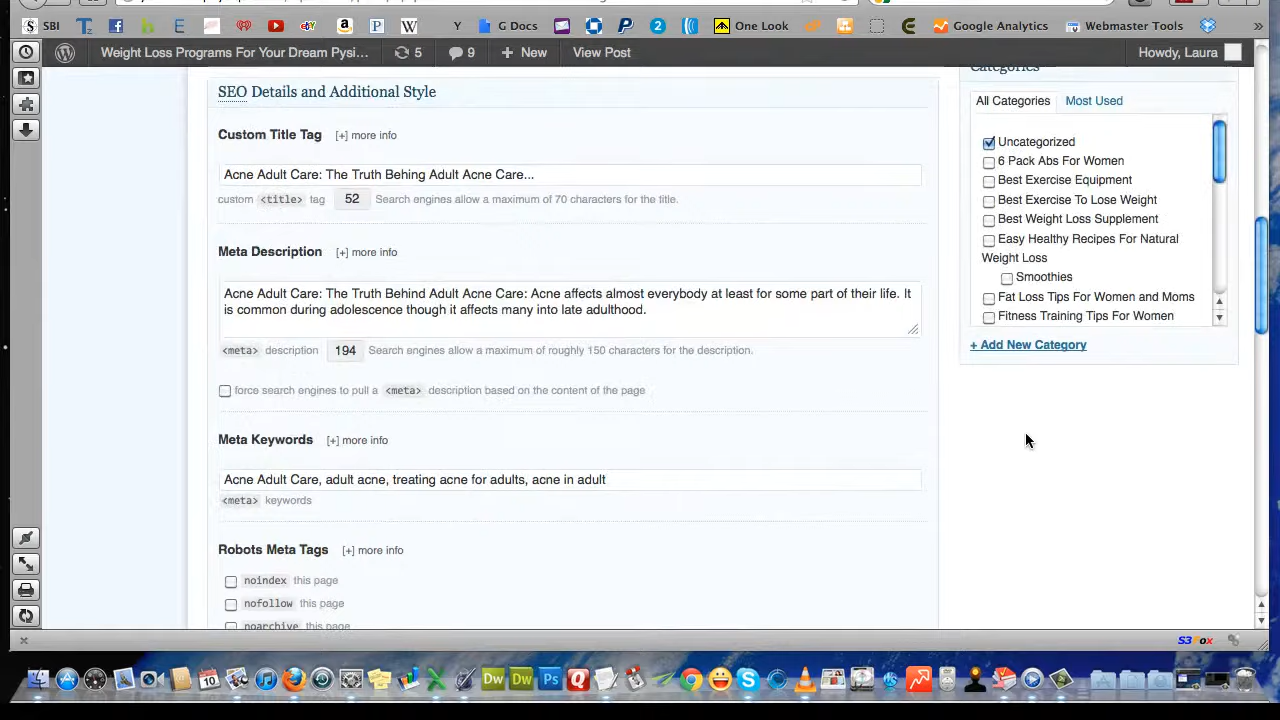 SBI G Docs Y 2 One Look Google Analytics Webmaster Tools
Weight Loss Programs For Your Dream Pysi... 5 9 + New View Post Howdy, Laura
SEO Details and Additional Style
Custom Title Tag [+] more info
Acne Adult Care: The Truth Behing Adult Acne Care...
custom <title> tag 52 Search engines allow a maximum of 70 characters for the title.
Meta Description [+] more info
Acne Adult Care: The Truth Behind Adult Acne Care: Acne affects almost everybody at least for some part of their life. It
is common during adolescence though it affects many into late adulthood.
<meta> description 194 Search engines allow a maximum of roughly 150 characters for the description.
force search engines to pull a <meta> description based on the content of the page
Meta Keywords [+] more info
Acne Adult Care, adult acne, treating acne for adults, acne in adult
<meta> keywords
Robots Meta Tags [+] more info
noindex this page
nofollow this page
noarchive this page
Categories
All Categories Most Used
Uncategorized
6 Pack Abs For Women
Best Exercise Equipment
Best Exercise To Lose Weight
Best Weight Loss Supplement
Easy Healthy Recipes For Natural
Weight Loss
Smoothies
Fat Loss Tips For Women and Moms
Fitness Training Tips For Women
+ Add New Category
S3Fox
10 Dw Dw Ps Q